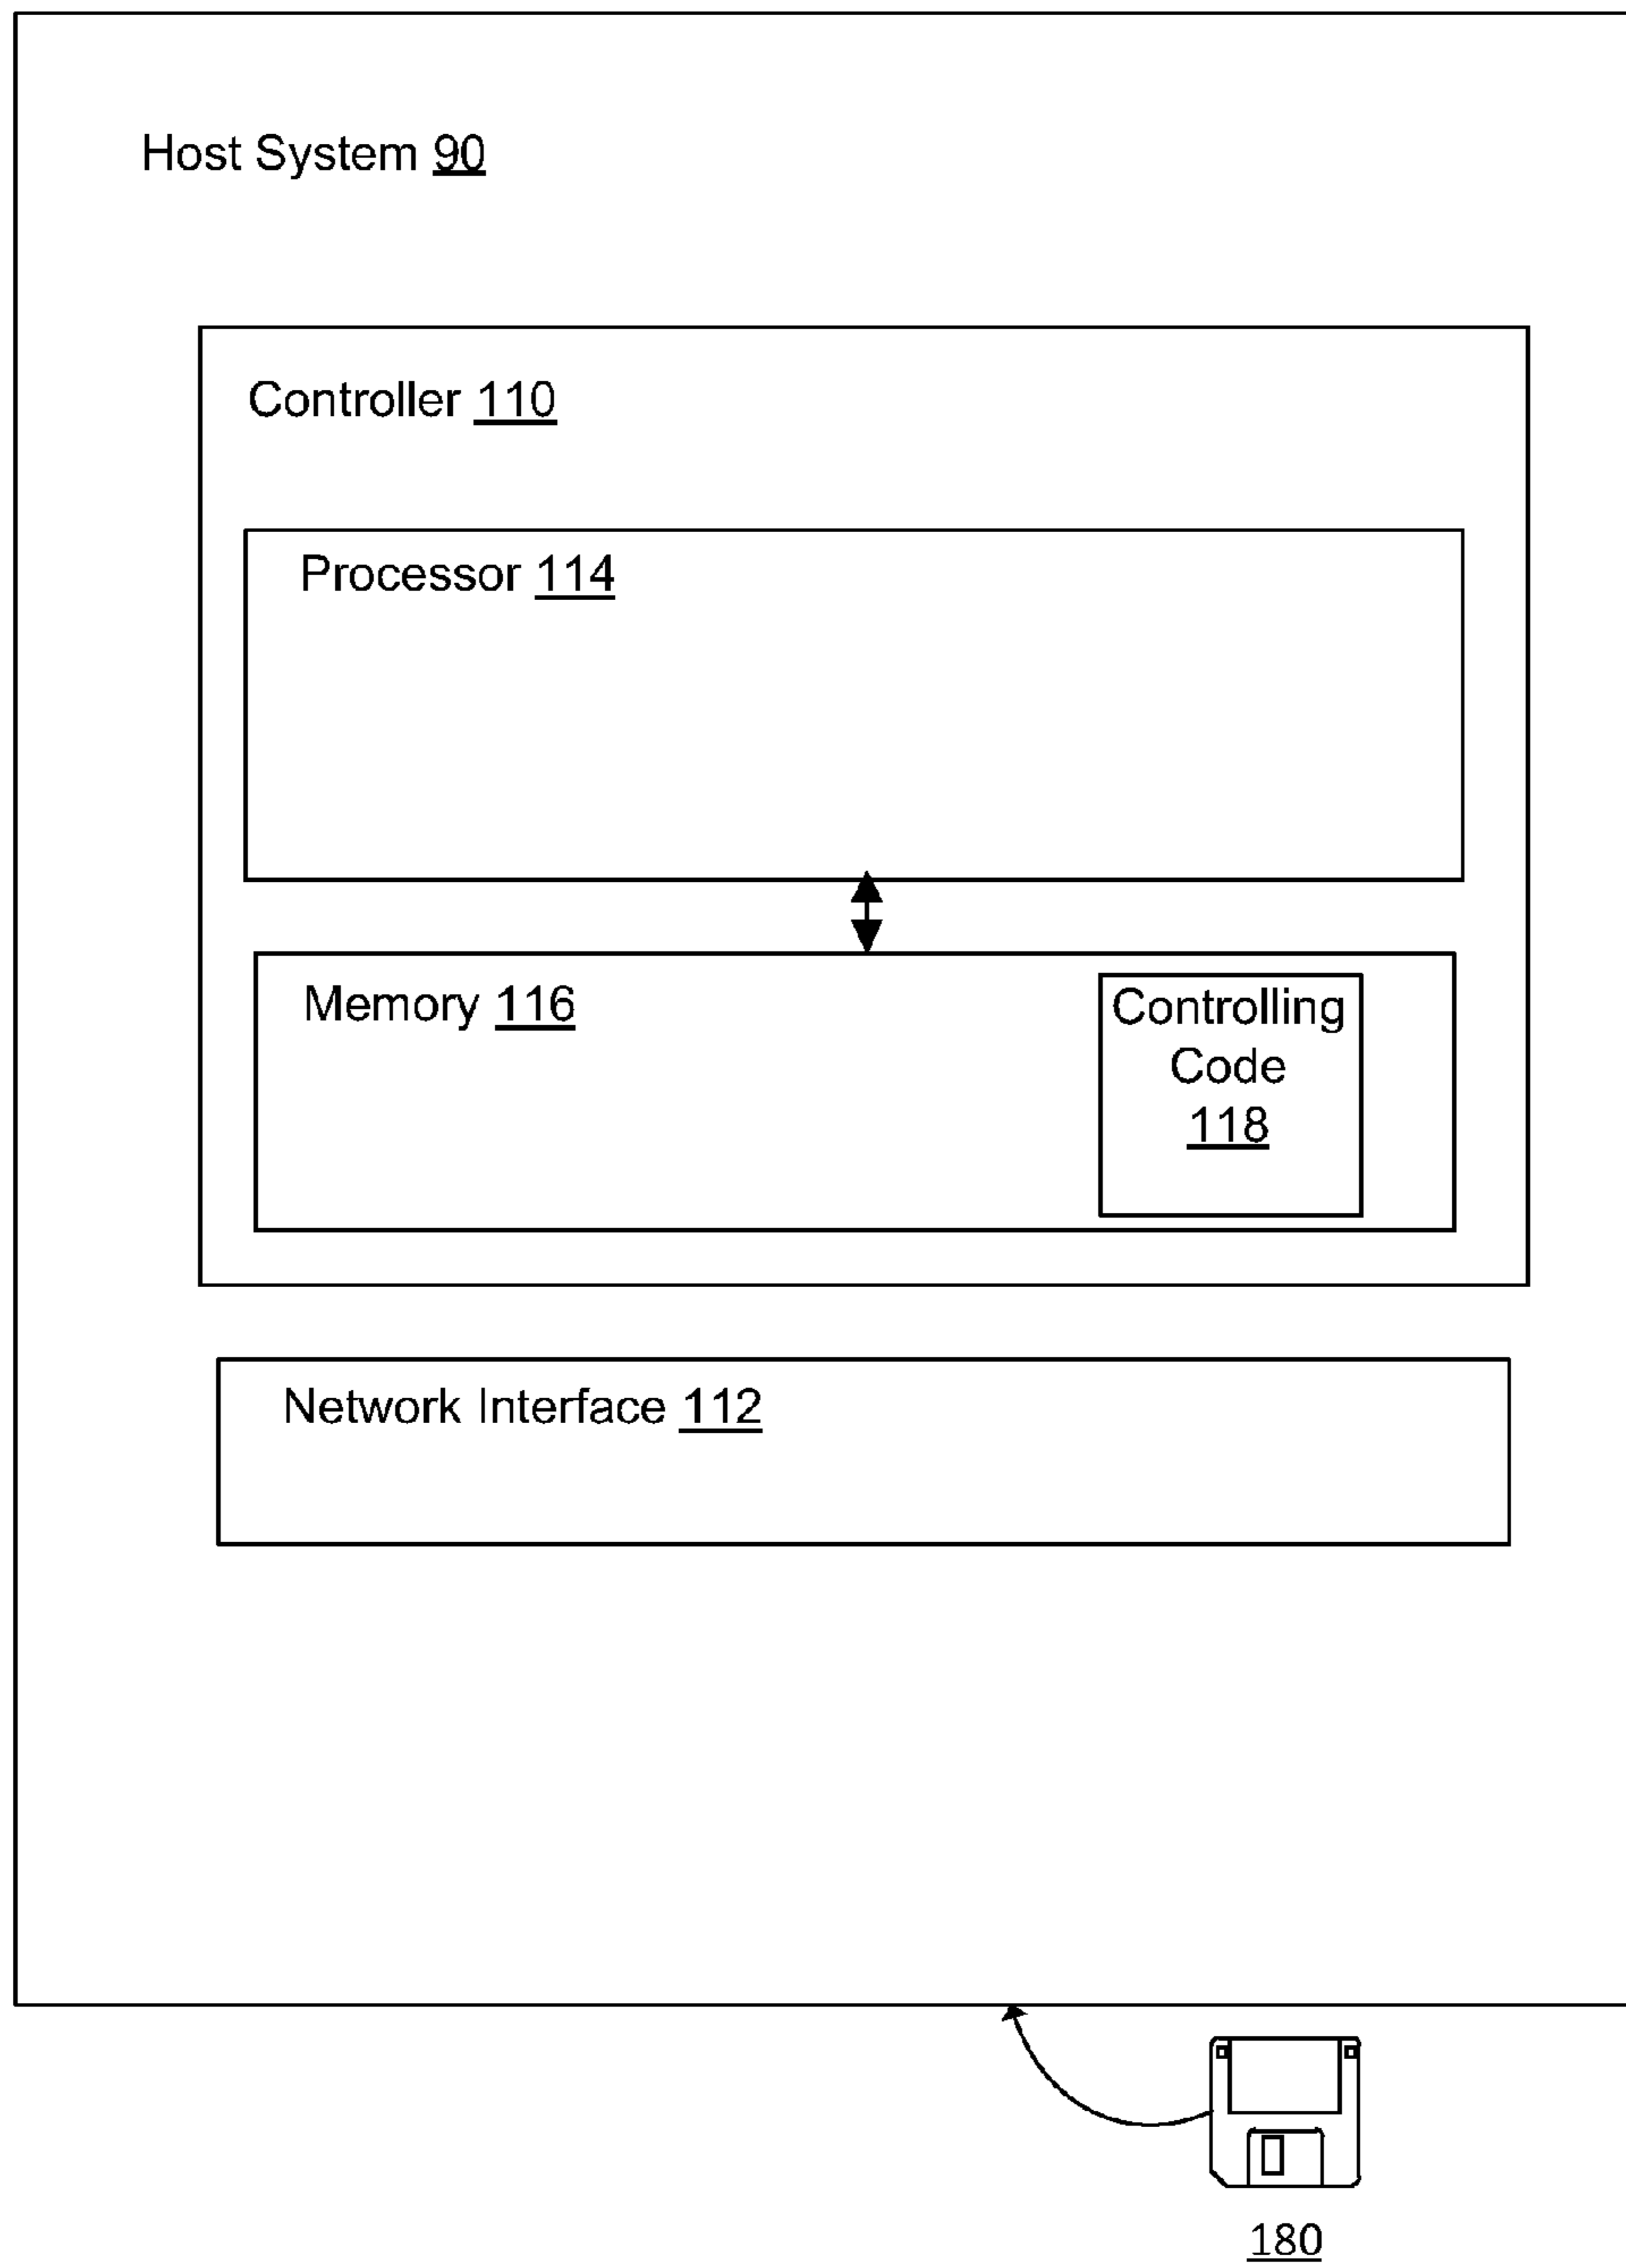 Host System 90
Controller 110
Processor 114
Memory 116
Controlling
Code
118
Network Interface 112
180